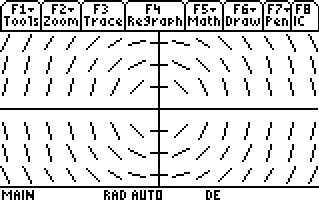 F1▾ F2▾ F3 F4 F5▾ F6▾ F7▾ F8
Tools Zoom Trace ReGraph Math Draw Pen IC
MAIN RAD AUTO DE